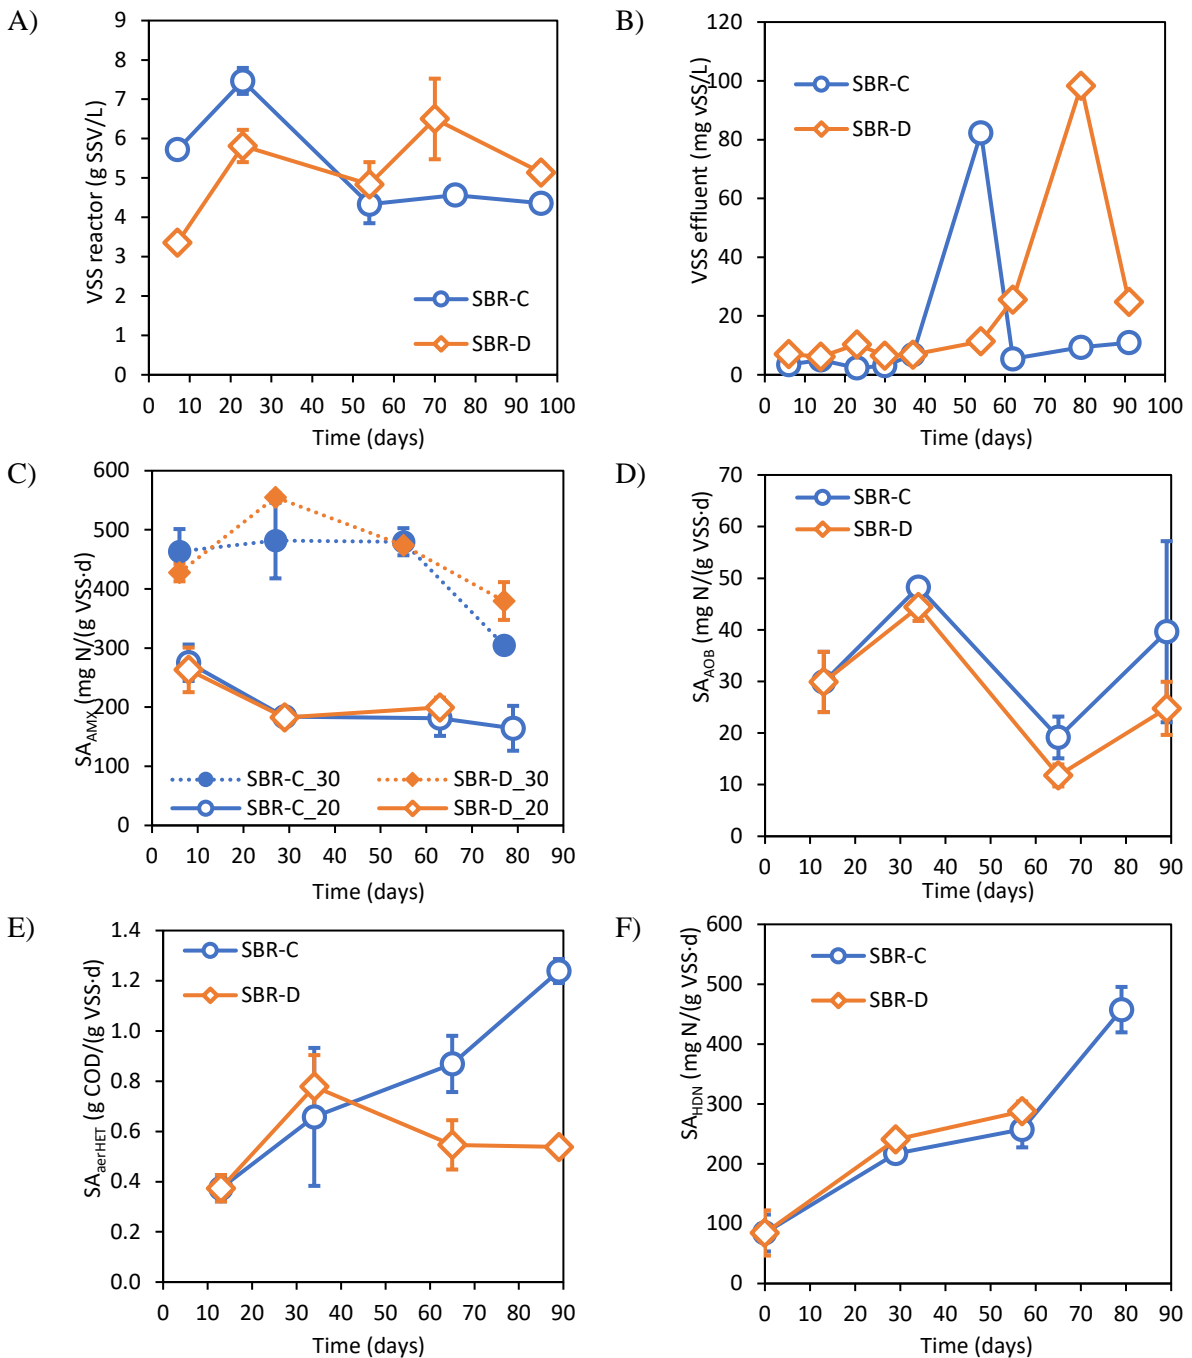 A)
9
8
7
6
5
4
3
2
1
0
VSS reactor (g SSV/L)
SBR-C
SBR-D
0 10 20 30 40 50 60 70 80 90 100
Time (days)
B)
120
100
80
60
40
20
0
VSS effluent (mg vSS/L)
SBR-C
SBR-D
0 10 20 30 40 50 60 70 80 90 100
Time (days)
C)
600
500
400
300
200
100
0
SA_AMX (mg N/(g VSS·d)
SBR-C_30 SBR-D_30
SBR-C_20 SBR-D_20
0 10 20 30 40 50 60 70 80 90
Time (days)
D)
70
60
50
40
30
20
10
0
SA_AOB (mg N/(g VSS·d)
SBR-C
SBR-D
0 10 20 30 40 50 60 70 80 90
Time (days)
E)
1.4
1.2
1.0
0.8
0.6
0.4
0.2
0.0
SA_aerHET (g COD/(g VSS·d)
SBR-C
SBR-D
0 10 20 30 40 50 60 70 80 90
Time (days)
F)
600
500
400
300
200
100
0
SA_HDN (mg N/(g VSS·d)
SBR-C
SBR-D
0 10 20 30 40 50 60 70 80 90
Time (days)